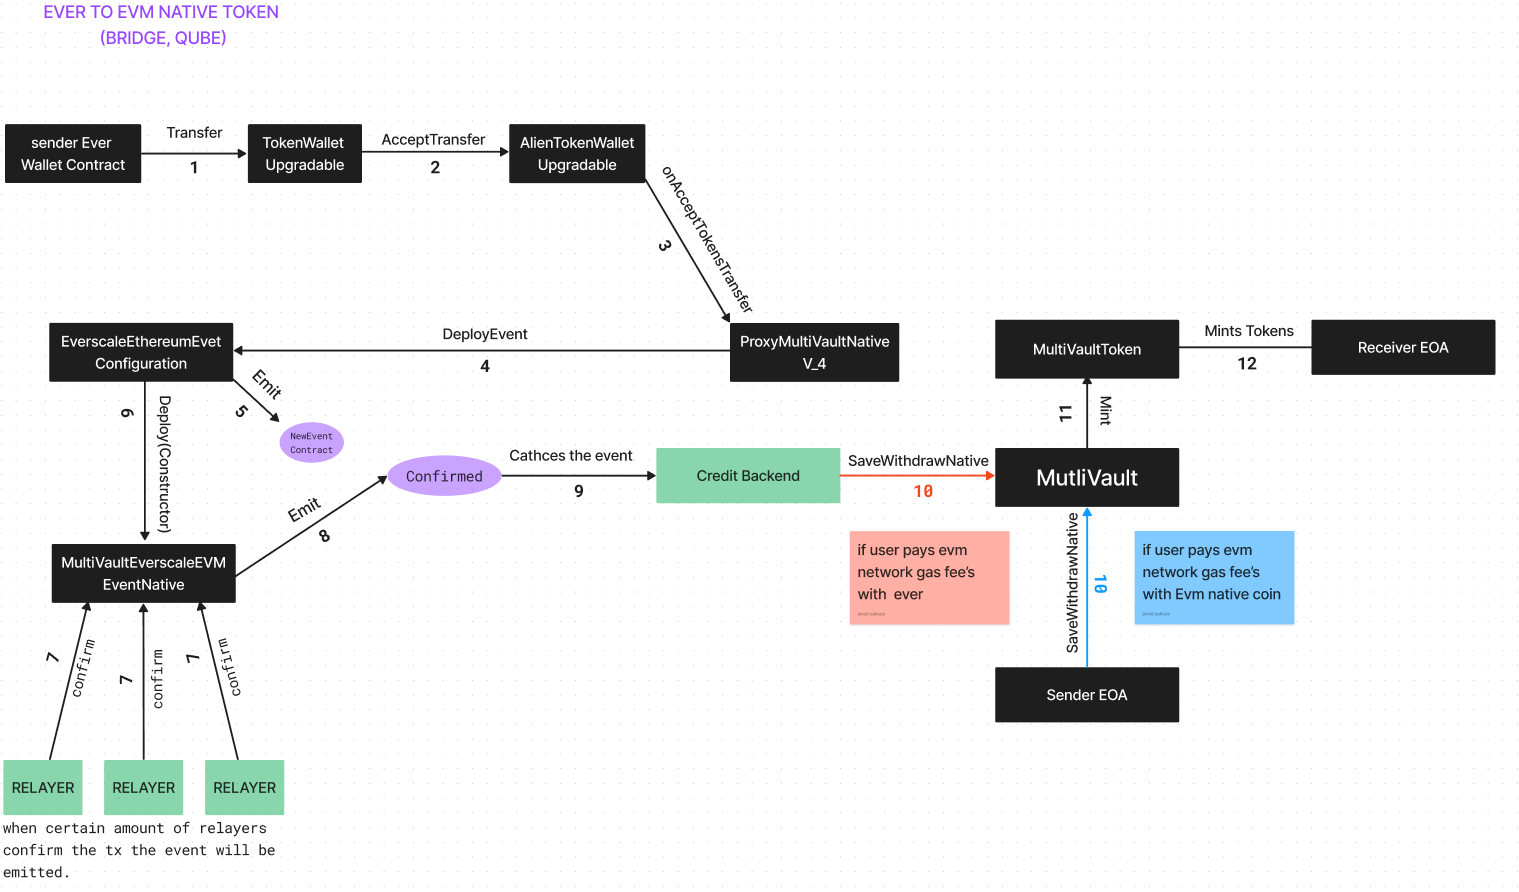 EVER TO EVM NATIVE TOKEN
(BRIDGE, QUBE)
sender Ever
Wallet Contract
Transfer
1
TokenWallet
Upgradable
AcceptTransfer
2
AlienTokenWallet
Upgradable
onAcceptTokensTransfer
3
ProxyMultiVaultNative
V_4
DeployEvent
4
EverscaleEthereumEvet
Configuration
Emit
5
NewEvent
Contract
6
Deploy(Constructor)
MultiVaultEverscaleEVM
EventNative
7
confirm
7
confirm
7
confirm
RELAYER
RELAYER
RELAYER
when certain amount of relayers
confirm the tx the event will be
emitted.
Emit
8
Confirmed
Cathces the event
9
Credit Backend
SaveWithdrawNative
10
MutliVault
if user pays evm
network gas fee's
with ever
if user pays evm
network gas fee's
with Evm native coin
SaveWithdrawNative
10
Sender EOA
11
Mint
MultiVaultToken
Mints Tokens
12
Receiver EOA